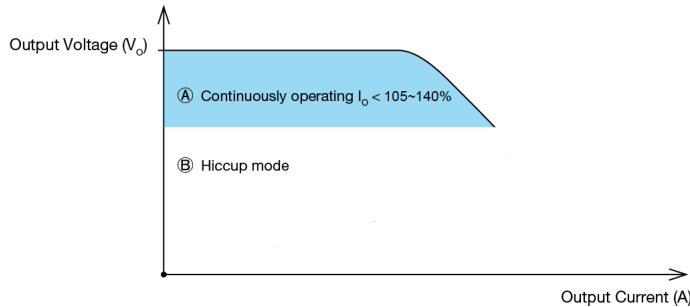 Output Voltage (Vo)
Ⓐ Continuously operating Io < 105~140%
Ⓑ Hiccup mode
Output Current (A)